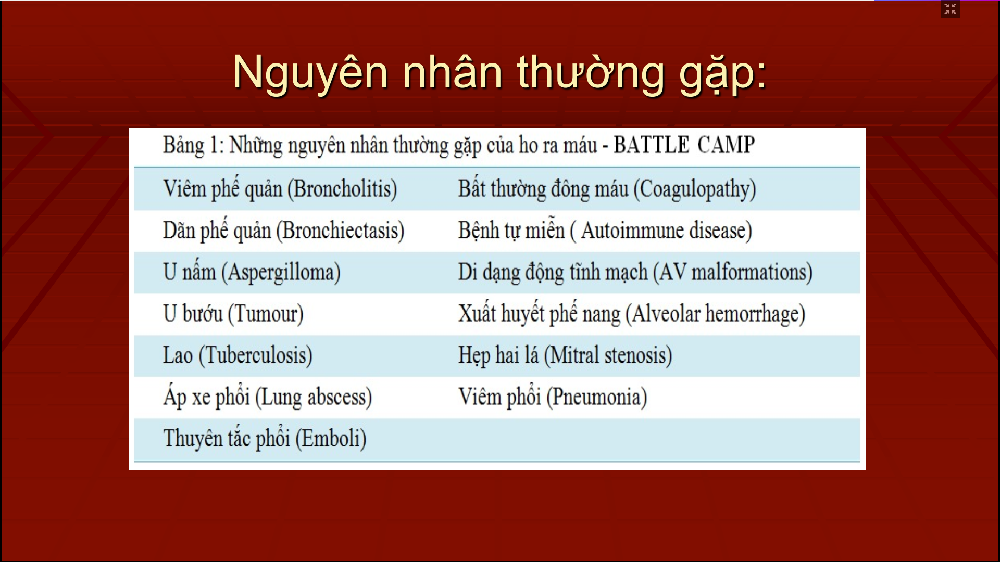 Nguyên nhân thường gặp:
Bảng 1: Những nguyên nhân thường gặp của ho ra máu - BATTLE CAMP
Viêm phế quản (Broncholitis) Bất thường đông máu (Coagulopathy)
Dãn phế quản (Bronchiectasis) Bệnh tự miễn ( Autoimmune disease)
U nấm (Aspergilloma) Di dạng động tĩnh mạch (AV malformations)
U bướu (Tumour) Xuất huyết phế nang (Alveolar hemorrhage)
Lao (Tuberculosis) Hẹp hai lá (Mitral stenosis)
Áp xe phổi (Lung abscess) Viêm phổi (Pneumonia)
Thuyên tắc phổi (Emboli)